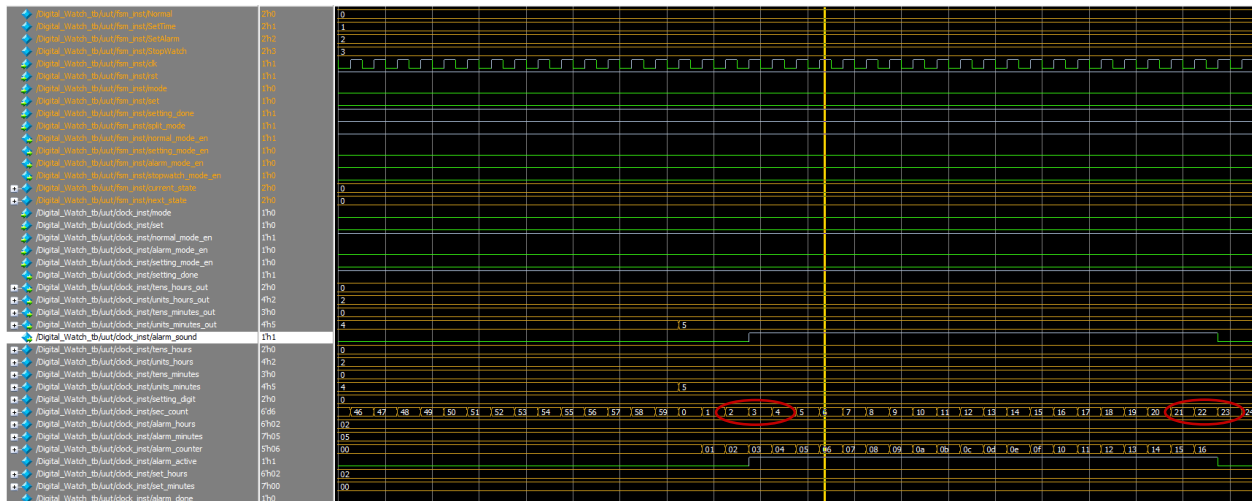 /Digital_Watch_tb/uut/fsm_inst/Normal 2'h0 0
/Digital_Watch_tb/uut/fsm_inst/SetTime 2'h1 1
/Digital_Watch_tb/uut/fsm_inst/SetAlarm 2'h2 2
/Digital_Watch_tb/uut/fsm_inst/StopWatch 2'h3 3
/Digital_Watch_tb/uut/fsm_inst/clk 1'h1
/Digital_Watch_tb/uut/fsm_inst/rst 1'h1
/Digital_Watch_tb/uut/fsm_inst/mode 1'h0
/Digital_Watch_tb/uut/fsm_inst/set 1'h0
/Digital_Watch_tb/uut/fsm_inst/setting_done 1'h1
/Digital_Watch_tb/uut/fsm_inst/split_mode 1'h1
/Digital_Watch_tb/uut/fsm_inst/normal_mode_en 1'h1
/Digital_Watch_tb/uut/fsm_inst/setting_mode_en 1'h0
/Digital_Watch_tb/uut/fsm_inst/alarm_mode_en 1'h0
/Digital_Watch_tb/uut/fsm_inst/stopwatch_mode_en 1'h0
/Digital_Watch_tb/uut/fsm_inst/current_state 2'h0 0
/Digital_Watch_tb/uut/fsm_inst/next_state 2'h0 0
/Digital_Watch_tb/uut/clock_inst/mode 1'h0
/Digital_Watch_tb/uut/clock_inst/set 1'h0
/Digital_Watch_tb/uut/clock_inst/normal_mode_en 1'h1
/Digital_Watch_tb/uut/clock_inst/alarm_mode_en 1'h0
/Digital_Watch_tb/uut/clock_inst/setting_mode_en 1'h0
/Digital_Watch_tb/uut/clock_inst/setting_done 1'h1
/Digital_Watch_tb/uut/clock_inst/tens_hours_out 2'h0 0
/Digital_Watch_tb/uut/clock_inst/units_hours_out 4'h2 2
/Digital_Watch_tb/uut/clock_inst/tens_minutes_out 3'h0 0
/Digital_Watch_tb/uut/clock_inst/units_minutes_out 4'h5 4 5
/Digital_Watch_tb/uut/clock_inst/alarm_sound 1'h1
/Digital_Watch_tb/uut/clock_inst/tens_hours 2'h0 0
/Digital_Watch_tb/uut/clock_inst/units_hours 4'h2 2
/Digital_Watch_tb/uut/clock_inst/tens_minutes 3'h0 0
/Digital_Watch_tb/uut/clock_inst/units_minutes 4'h5 4 5
/Digital_Watch_tb/uut/clock_inst/setting_digit 2'h0 0
/Digital_Watch_tb/uut/clock_inst/sec_count 6'd6 46 47 48 49 50 51 52 53 54 55 56 57 58 59 0 1 2 3 4 5 6 7 8 9 10 11 12 13 14 15 16 17 18 19 20 21 22 23 24
/Digital_Watch_tb/uut/clock_inst/alarm_hours 6'h02 02
/Digital_Watch_tb/uut/clock_inst/alarm_minutes 7'h05 05
/Digital_Watch_tb/uut/clock_inst/alarm_counter 5'h06 00 01 02 03 04 05 06 07 08 09 0a 0b 0c 0d 0e 0f 10 11 12 13 14 15 16
/Digital_Watch_tb/uut/clock_inst/alarm_active 1'h1
/Digital_Watch_tb/uut/clock_inst/set_hours 6'h02 02
/Digital_Watch_tb/uut/clock_inst/set_minutes 7'h00 00
/Digital_Watch_tb/uut/clock_inst/alarm_done 1'h0